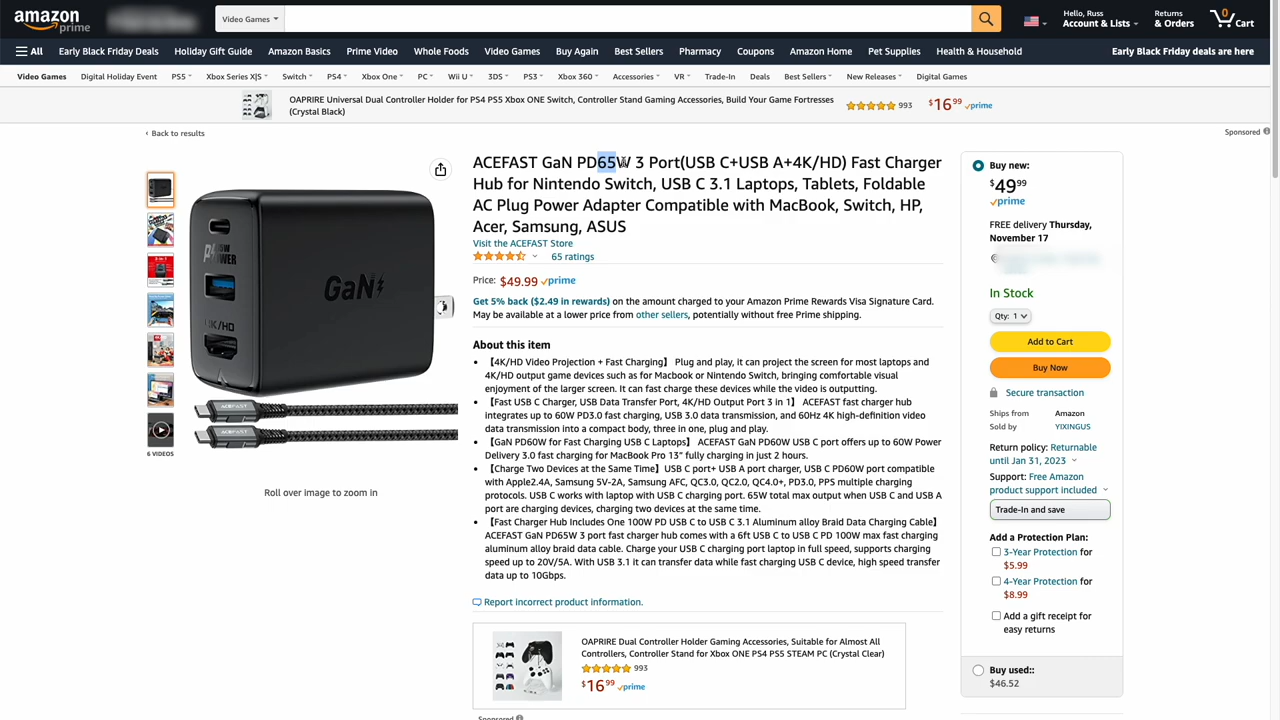 amazon
prime
Video Games
Hello, Russ
Account & Lists
Returns
& Orders
0
Cart
All
Early Black Friday Deals
Holiday Gift Guide
Amazon Basics
Prime Video
Whole Foods
Video Games
Buy Again
Best Sellers
Pharmacy
Coupons
Amazon Home
Pet Supplies
Health & Household
Early Black Friday deals are here
Video Games
Digital Holiday Event
PS5
Xbox Series X|S
Switch
PS4
Xbox One
PC
Wii U
3DS
PS3
Xbox 360
Accessories
VR
Trade-In
Deals
Best Sellers
New Releases
Digital Games
OAPRIRE Universal Dual Controller Holder for PS4 PS5 Xbox ONE Switch, Controller Stand Gaming Accessories, Build Your Game Fortresses
(Crystal Black)
993
$16.99 prime
Sponsored
‹ Back to results
ACEFAST GaN PD65W 3 Port(USB C+USB A+4K/HD) Fast Charger
Hub for Nintendo Switch, USB C 3.1 Laptops, Tablets, Foldable
AC Plug Power Adapter Compatible with MacBook, Switch, HP,
Acer, Samsung, ASUS
Visit the ACEFAST Store
65 ratings
Price: $49.99 prime
Get 5% back ($2.49 in rewards) on the amount charged to your Amazon Prime Rewards Visa Signature Card.
May be available at a lower price from other sellers, potentially without free Prime shipping.
About this item
【4K/HD Video Projection + Fast Charging】 Plug and play, it can project the screen for most laptops and
4K/HD output game devices such as for Macbook or Nintendo Switch, bringing comfortable visual
enjoyment of the larger screen. It can fast charge these devices while the video is outputting.
【Fast USB C Charger, USB Data Transfer Port, 4K/HD Output Port 3 in 1】 ACEFAST fast charger hub
integrates up to 60W PD3.0 fast charging, USB 3.0 data transmission, and 60Hz 4K high-definition video
data transmission into a compact body, three in one, plug and play.
【GaN PD60W for Fast Charging USB C Laptops】 ACEFAST GaN PD60W USB C port offers up to 60W Power
Delivery 3.0 fast charging for MacBook Pro 13” fully charging in just 2 hours.
【Charge Two Devices at the Same Time】USB C port+ USB A port charger, USB C PD60W port compatible
with Apple2.4A, Samsung 5V-2A, Samsung AFC, QC3.0, QC2.0, QC4.0+, PD3.0, PPS multiple charging
protocols. USB C works with laptop with USB C charging port. 65W total max output when USB C and USB A
port are charging devices, charging two devices at the same time.
【Fast Charger Hub Includes One 100W PD USB C to USB C 3.1 Aluminum alloy Braid Data Charging Cable】
ACEFAST GaN PD65W 3 port fast charger hub comes with a 6ft USB C to USB C PD 100W max fast charging
aluminum alloy braid data cable. Charge your USB C charging port laptop in full speed, supports charging
speed up to 20V/5A. With USB 3.1 it can transfer data while fast charging USB C device, high speed transfer
data up to 10Gbps.
Report incorrect product information.
OAPRIRE Dual Controller Holder Gaming Accessories, Suitable for Almost All
Controllers, Controller Stand for Xbox ONE PS4 PS5 STEAM PC (Crystal Clear)
993
$16.99 prime
Sponsored
POWER
GaN
4K/HD
ACEFAST
ACEFAST
6 VIDEOS
Roll over image to zoom in
Buy new:
$49.99
prime
FREE delivery Thursday,
November 17
In Stock
Qty: 1
Add to Cart
Buy Now
Secure transaction
Ships from Amazon
Sold by YIXINGUS
Return policy: Returnable
until Jan 31, 2023
Support: Free Amazon
product support included
Trade-In and save
Add a Protection Plan:
3-Year Protection for
$5.99
4-Year Protection for
$8.99
Add a gift receipt for
easy returns
Buy used::
$46.52